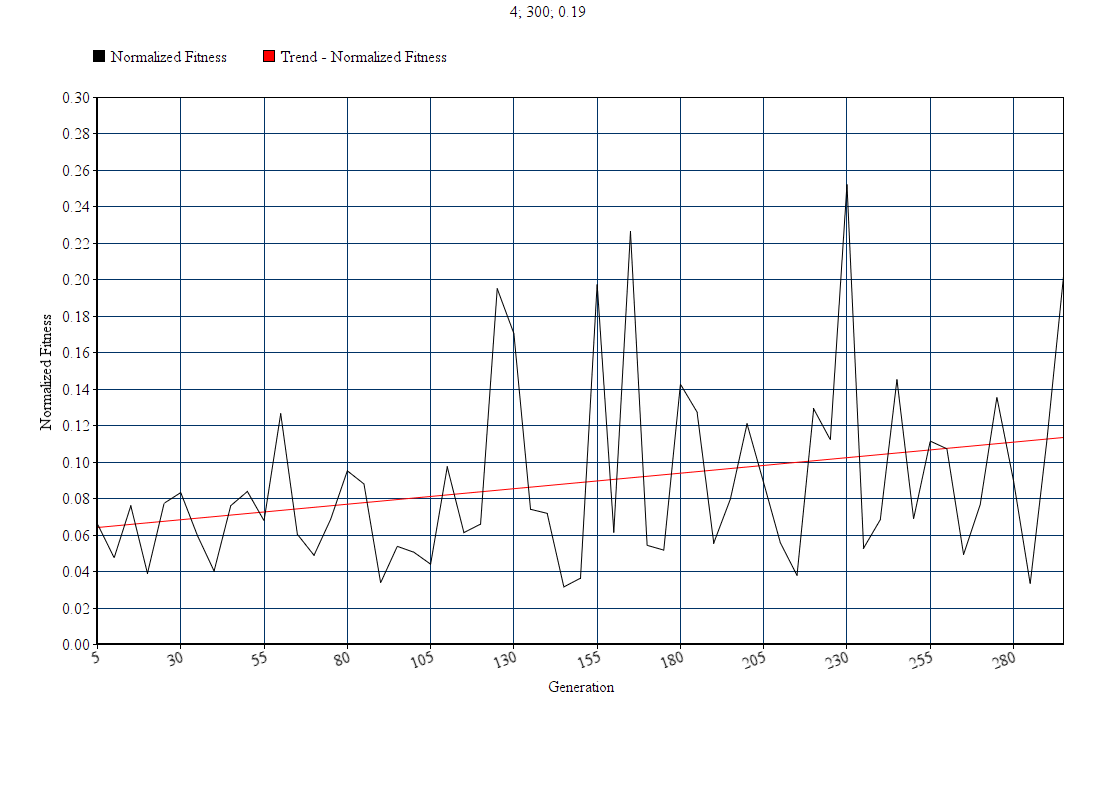 4; 300; 0.19
Normalized Fitness
Trend - Normalized Fitness
0.30
0.28
0.26
0.24
0.22
0.20
0.18
0.16
0.14
0.12
0.10
0.08
0.06
0.04
0.02
0.00
Normalized Fitness
5 30 55 80 105 130 155 180 205 230 255 280
Generation